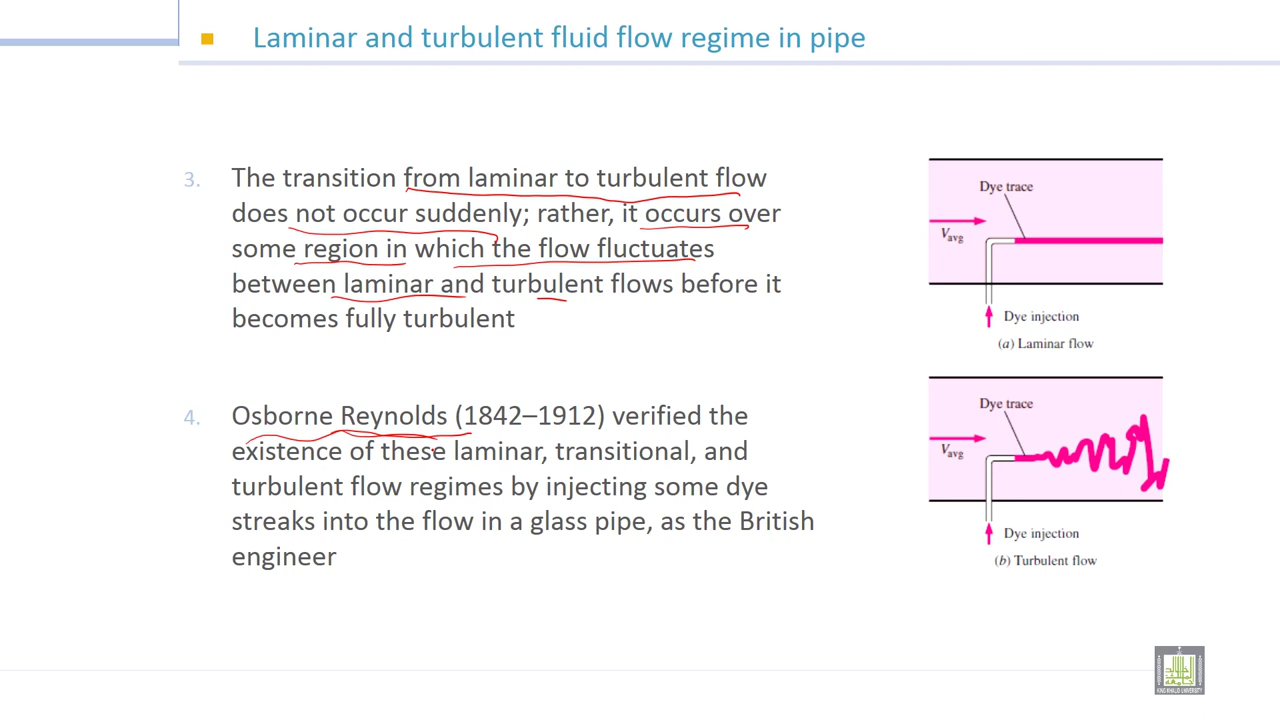 Laminar and turbulent fluid flow regime in pipe
3. The transition from laminar to turbulent flow
does not occur suddenly; rather, it occurs over
some region in which the flow fluctuates
between laminar and turbulent flows before it
becomes fully turbulent
4. Osborne Reynolds (1842–1912) verified the
existence of these laminar, transitional, and
turbulent flow regimes by injecting some dye
streaks into the flow in a glass pipe, as the British
engineer
Dye trace
Vavg
Dye injection
(a) Laminar flow
Dye trace
Vavg
Dye injection
(b) Turbulent flow
KING KHALID UNIVERSITY